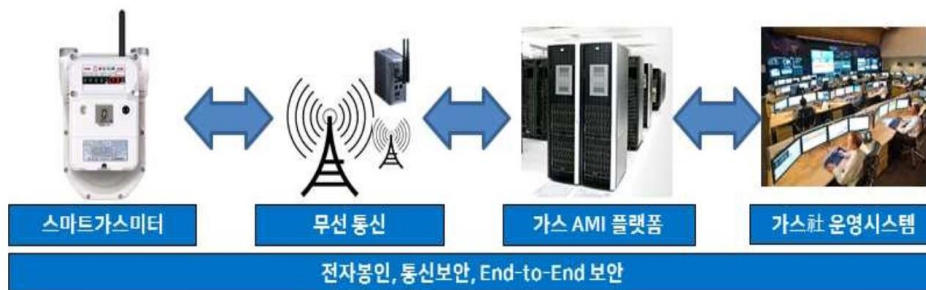 스마트가스미터
무선 통신
가스 AMI 플랫폼
가스社 운영시스템
전자봉인, 통신보안, End-to-End 보안